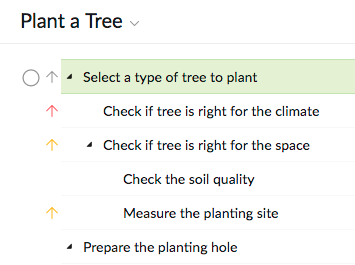 Plant a Tree
Select a type of tree to plant
Check if tree is right for the climate
Check if tree is right for the space
Check the soil quality
Measure the planting site
Prepare the planting hole